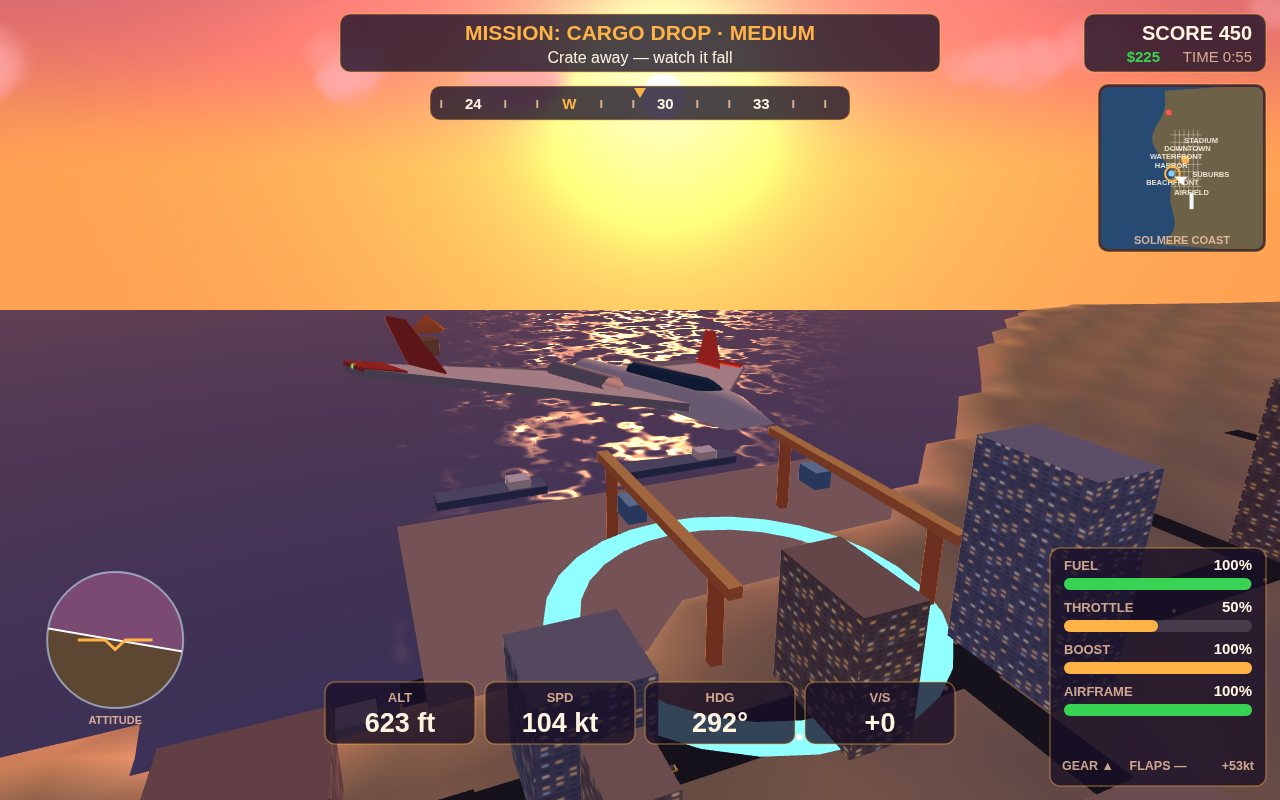 MISSION: CARGO DROP · MEDIUM
Crate away — watch it fall
SCORE 450
$225 TIME 0:55
24 W 30 33
STADIUM
DOWNTOWN
WATERFRONT
HARBOR
SUBURBS
BEACHFRONT
AIRFIELD
SOLMERE COAST
FUEL 100%
THROTTLE 50%
BOOST 100%
AIRFRAME 100%
GEAR ▲ FLAPS — +53kt
ATTITUDE
ALT
623 ft
SPD
104 kt
HDG
292°
V/S
+0